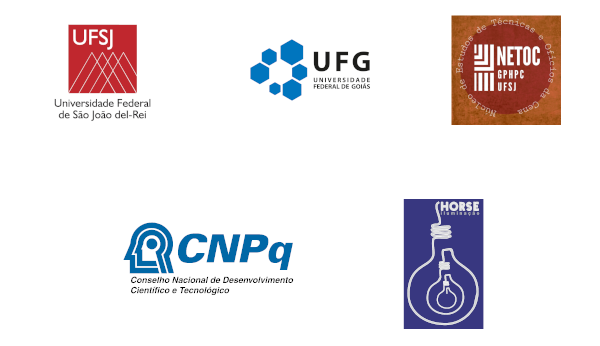 UFSJ
Universidade Federal
de São João del-Rei
UFG
UNIVERSIDADE
FEDERAL DE GOIÁS
Núcleo de Estudos de Técnicas e Ofícios da Cena
NETOC
GPHPC
UFSJ
CNPq
Conselho Nacional de Desenvolvimento
Científico e Tecnológico
HORSE
iluminação